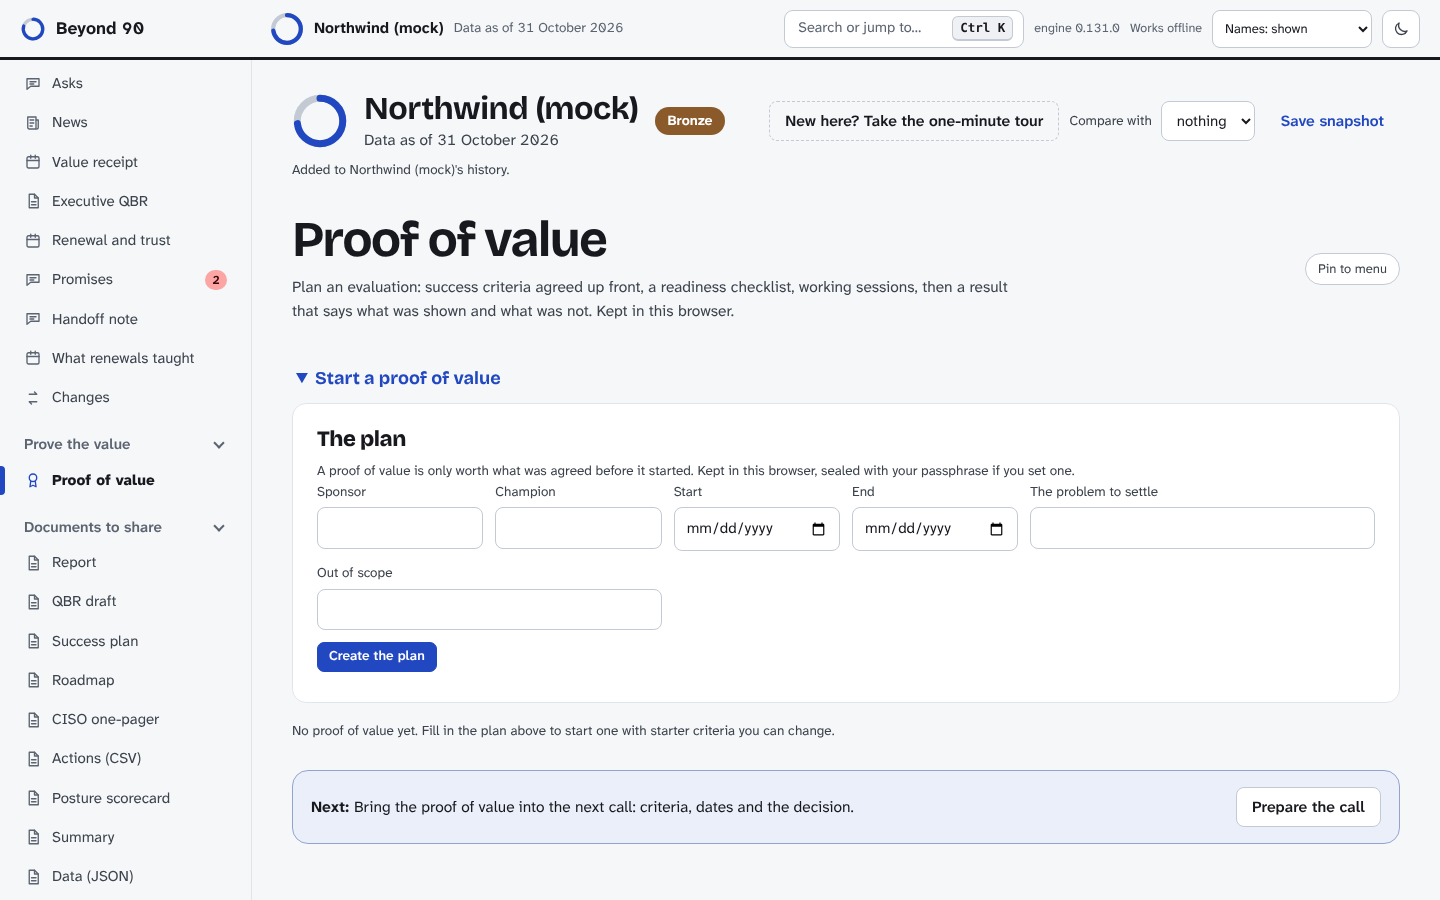 Beyond 90
Northwind (mock) Data as of 31 October 2026
Search or jump to... Ctrl K
engine 0.131.0 Works offline
Names: shown
Asks
News
Value receipt
Executive QBR
Renewal and trust
Promises 2
Handoff note
What renewals taught
Changes
Prove the value
Proof of value
Documents to share
Report
QBR draft
Success plan
Roadmap
CISO one-pager
Actions (CSV)
Posture scorecard
Summary
Data (JSON)
Northwind (mock)
Data as of 31 October 2026
Bronze
New here? Take the one-minute tour
Compare with nothing
Save snapshot
Added to Northwind (mock)'s history.
Proof of value
Plan an evaluation: success criteria agreed up front, a readiness checklist, working sessions, then a result
that says what was shown and what was not. Kept in this browser.
Pin to menu
Start a proof of value
The plan
A proof of value is only worth what was agreed before it started. Kept in this browser, sealed with your passphrase if you set one.
Sponsor Champion Start End The problem to settle
mm/dd/yyyy mm/dd/yyyy
Out of scope
Create the plan
No proof of value yet. Fill in the plan above to start one with starter criteria you can change.
Next: Bring the proof of value into the next call: criteria, dates and the decision.
Prepare the call